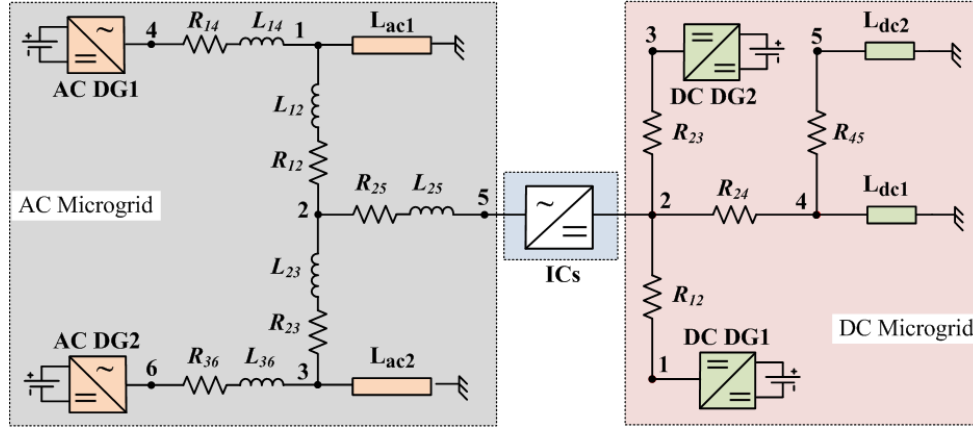 4
R14
L14
1
Lac1
AC DG1
L12
R12
AC Microgrid
2
R25
L25
5
L23
R23
AC DG2
6
R36
L36
3
Lac2
ICs
3
DC DG2
5
Ldc2
R23
R45
2
R24
4
Ldc1
R12
DC DG1
1
DC Microgrid